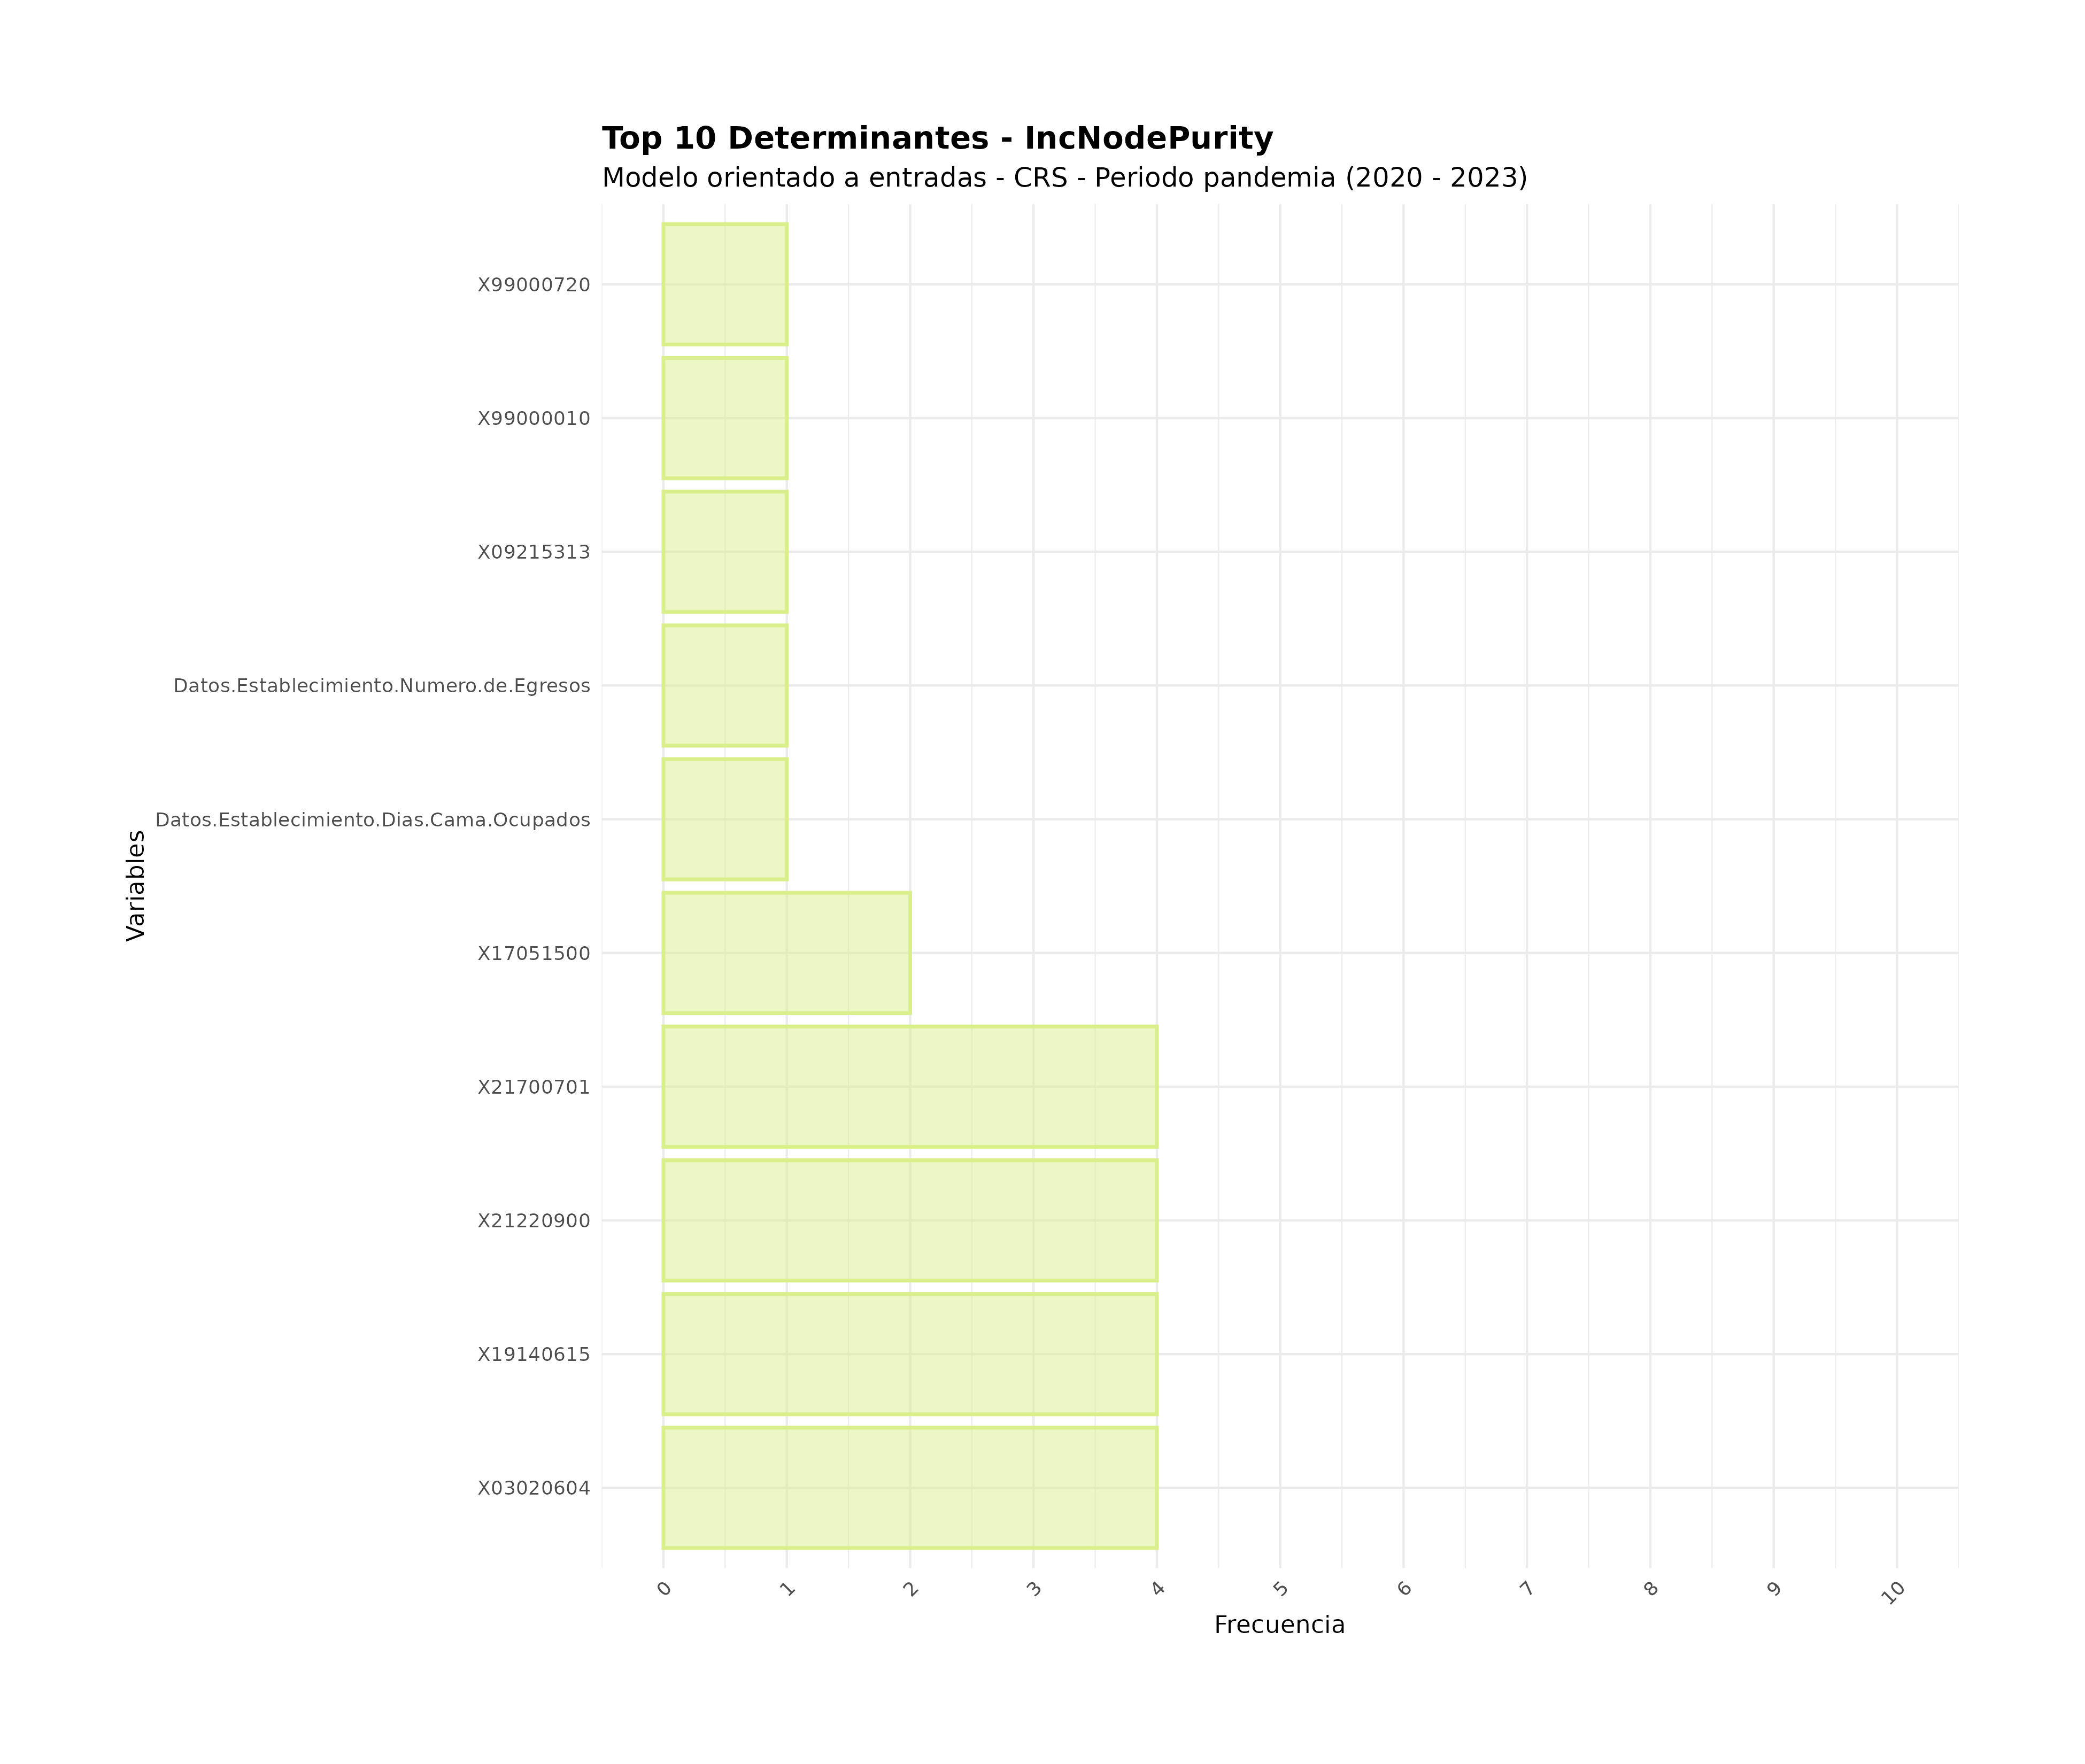 Top 10 Determinantes - IncNodePurity
Modelo orientado a entradas - CRS - Periodo pandemia (2020 - 2023)
Variables
X99000720
X99000010
X09215313
Datos.Establecimiento.Numero.de.Egresos
Datos.Establecimiento.Dias.Cama.Ocupados
X17051500
X21700701
X21220900
X19140615
X03020604
0 1 2 3 4 5 6 7 8 9 10
Frecuencia